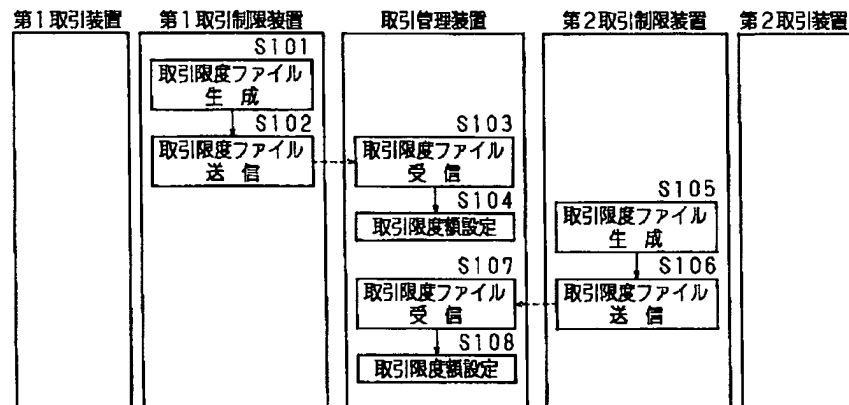 第1取引装置
第1取引制限装置
取引管理装置
第2取引制限装置
第2取引装置
S101
取引限度ファイル
生 成
S102
取引限度ファイル
送 信
S103
取引限度ファイル
受 信
S104
取引限度額設定
S105
取引限度ファイル
生 成
S106
取引限度ファイル
送 信
S107
取引限度ファイル
受 信
S108
取引限度額設定